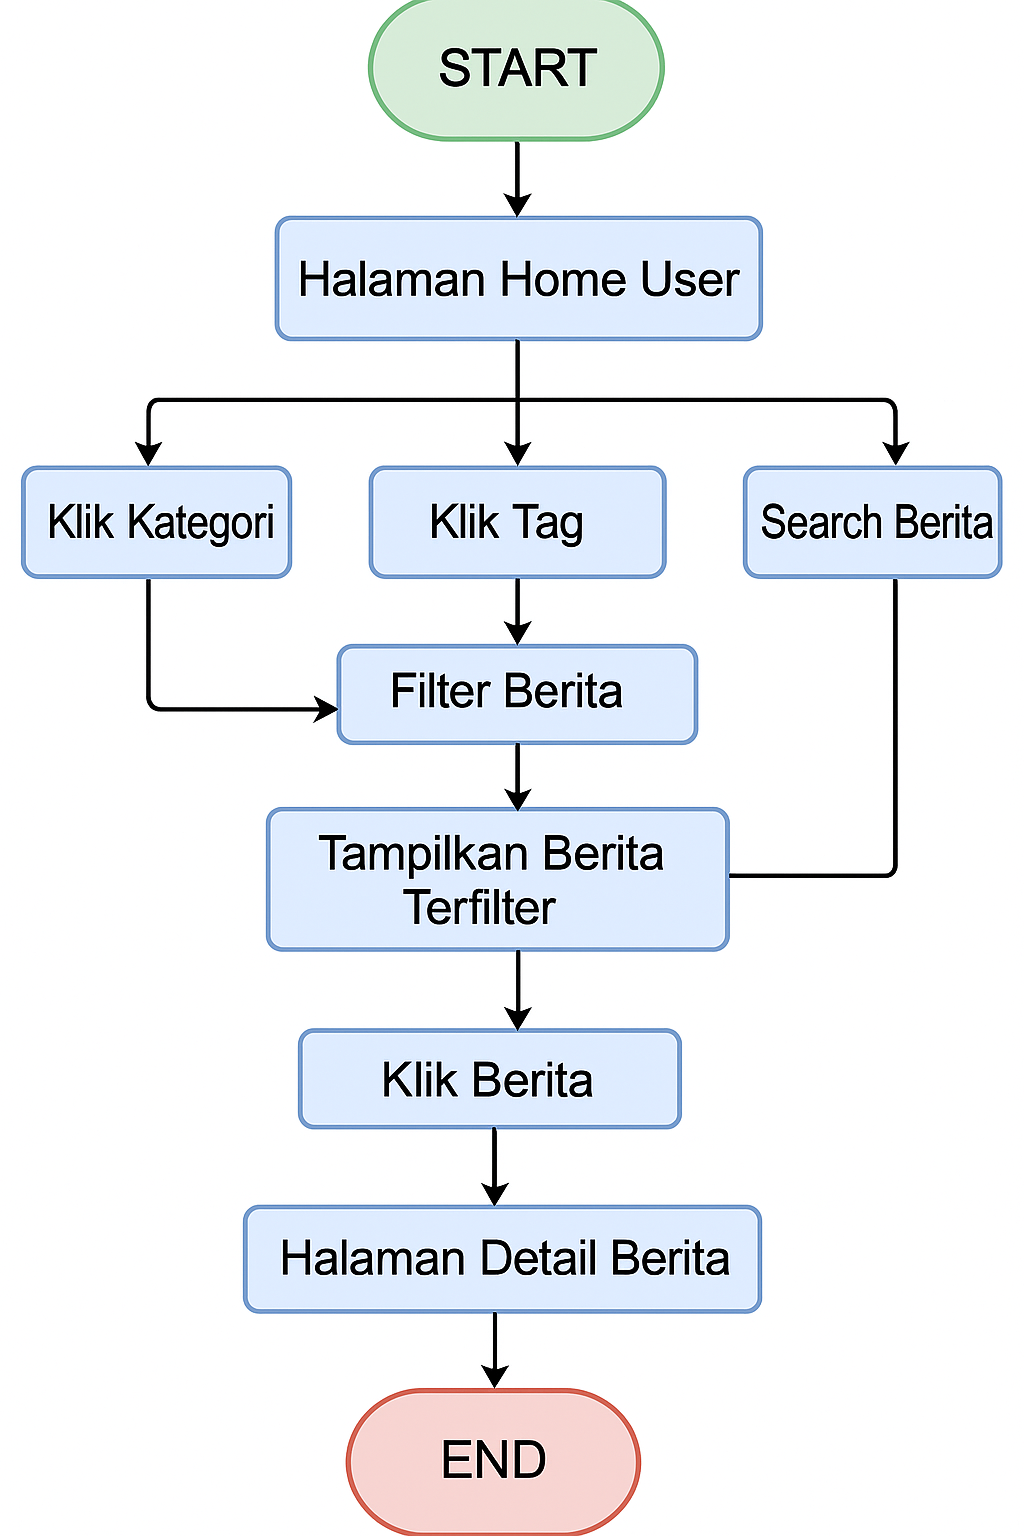 START
Halaman Home User
Klik Kategori
Klik Tag
Search Berita
Filter Berita
Tampilkan Berita
Terfilter
Klik Berita
Halaman Detail Berita
END